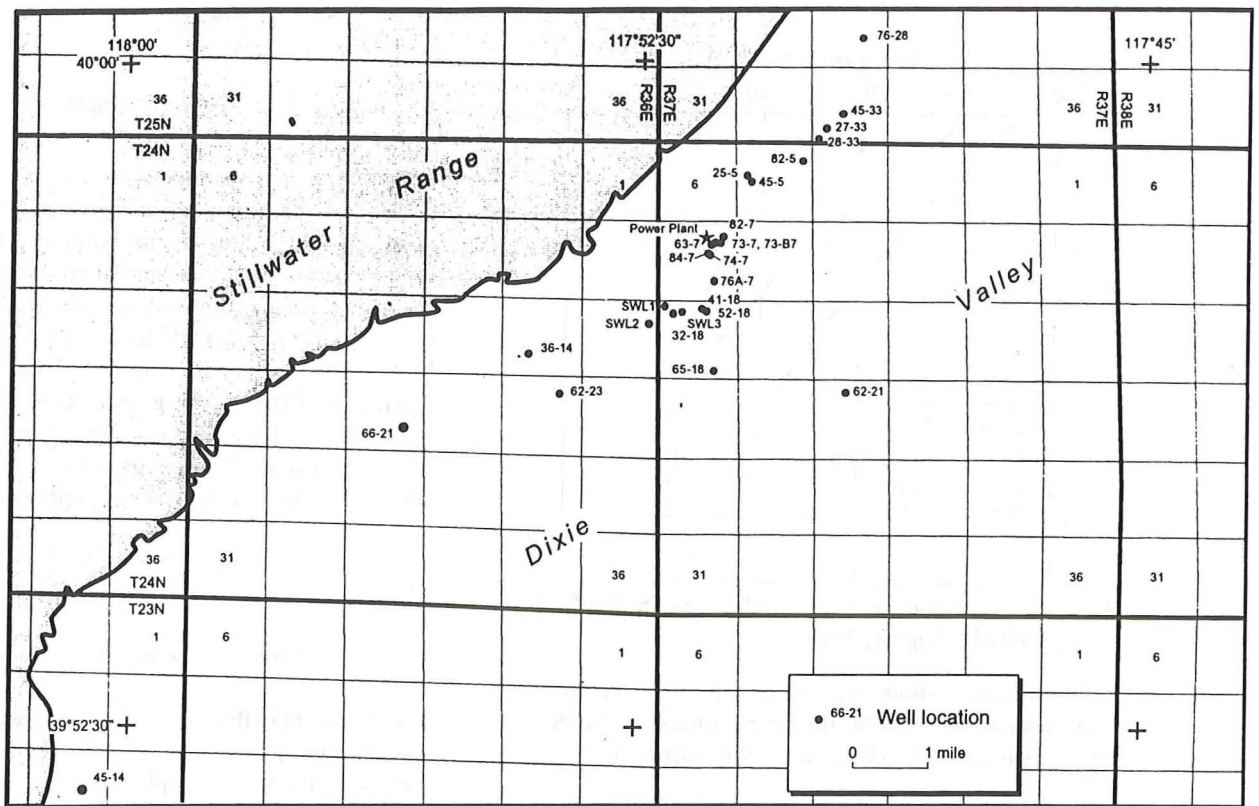 76-28
118°00'
117°52'30"
117°45'
40°00'
36 31
36 R36E R37E 31
36 R37E R38E 31
45-33
T25N
27-33
28-33
T24N
82-5
1 6
Range
25-5
45-5
1 6
1 6
Stillwater
Power Plant
82-7
63-7
73-7, 73-B7
84-7
74-7
76A-7
Valley
SWL1
41-18
SWL2
SWL3
52-18
32-18
36-14
65-18
62-23
62-21
66-21
Dixie
36 31
T24N
36 31
36 31
T23N
1 6
1 6
1 6
39°52'30"
66-21 Well location
0 1 mile
45-14